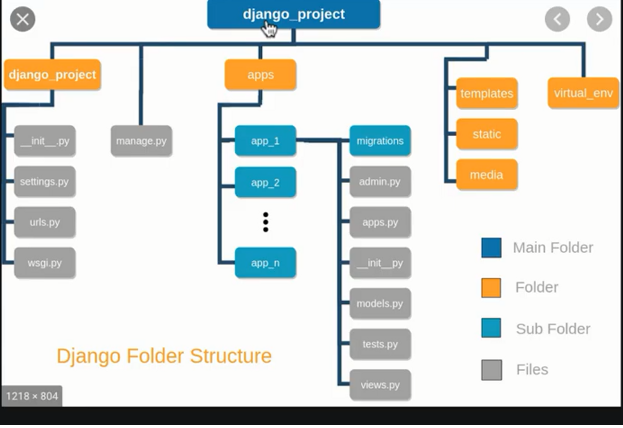 django_project
django_project
apps
templates
virtual_env
__init__.py
manage.py
app_1
migrations
static
settings.py
app_2
admin.py
media
urls.py
apps.py
wsgi.py
app_n
__init__py
models.py
tests.py
views.py
Main Folder
Folder
Sub Folder
Files
Django Folder Structure
1218 × 804